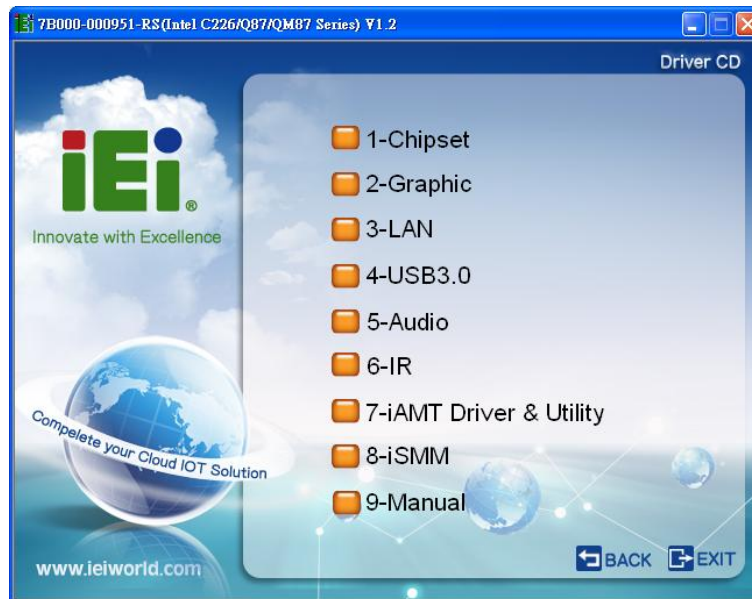 7B000-000951-RS(Intel C226/Q87/QM87 Series) V1.2
Driver CD
iEi®
Innovate with Excellence
1-Chipset
2-Graphic
3-LAN
4-USB3.0
5-Audio
6-IR
7-iAMT Driver & Utility
8-iSMM
9-Manual
Compelete your Cloud IOT Solution
www.ieiworld.com
BACK
EXIT